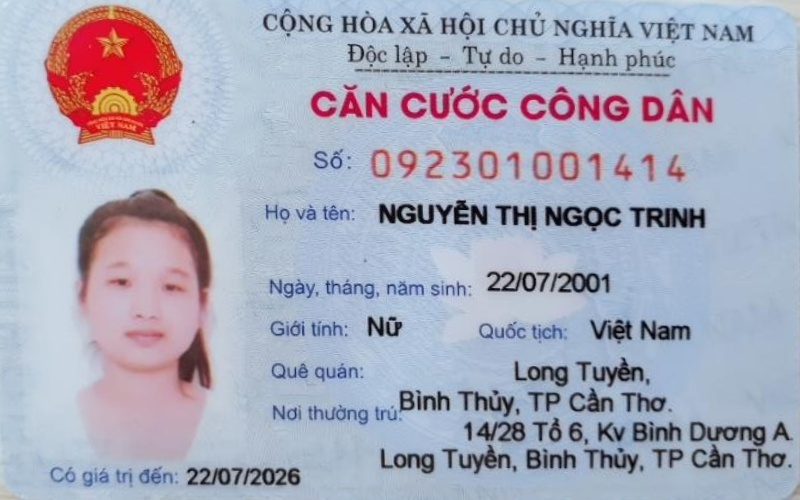 CỘNG HÒA XÃ HỘI CHỦ NGHĨA VIỆT NAM
Độc lập - Tự do - Hạnh phúc
CĂN CƯỚC CÔNG DÂN
Số: 092301001414
Họ và tên: NGUYỄN THỊ NGỌC TRINH
Ngày, tháng, năm sinh: 22/07/2001
Giới tính: Nữ Quốc tịch: Việt Nam
Quê quán: Long Tuyền,
Bình Thủy, TP Cần Thơ.
Nơi thường trú: 14/28 Tổ 6, Kv Bình Dương A
Long Tuyền, Bình Thủy, TP Cần Thơ.
Có giá trị đến: 22/07/2026
VIỆT NAM